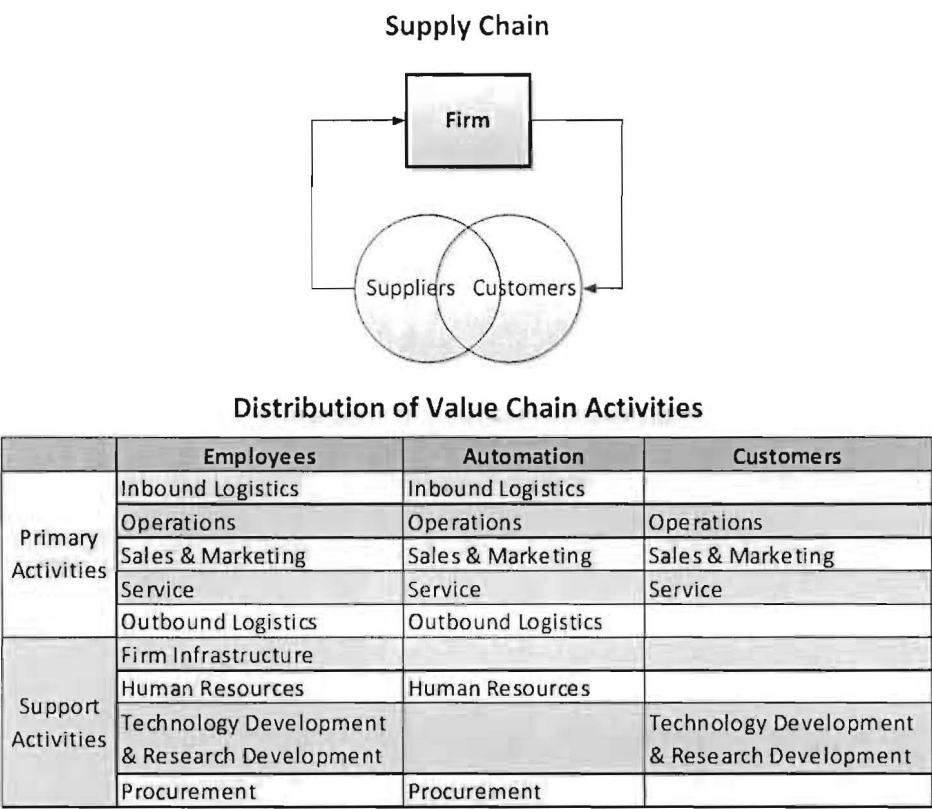 Supply Chain
Firm
Suppliers Customers
Distribution of Value Chain Activities
Employees Automation Customers
Primary Activities
Inbound Logistics Inbound Logistics
Operations Operations Operations
Sales & Marketing Sales & Marketing Sales & Marketing
Service Service Service
Outbound Logistics Outbound Logistics
Support Activities
Firm Infrastructure
Human Resources Human Resources
Technology Development Technology Development
& Research Development & Research Development
Procurement Procurement